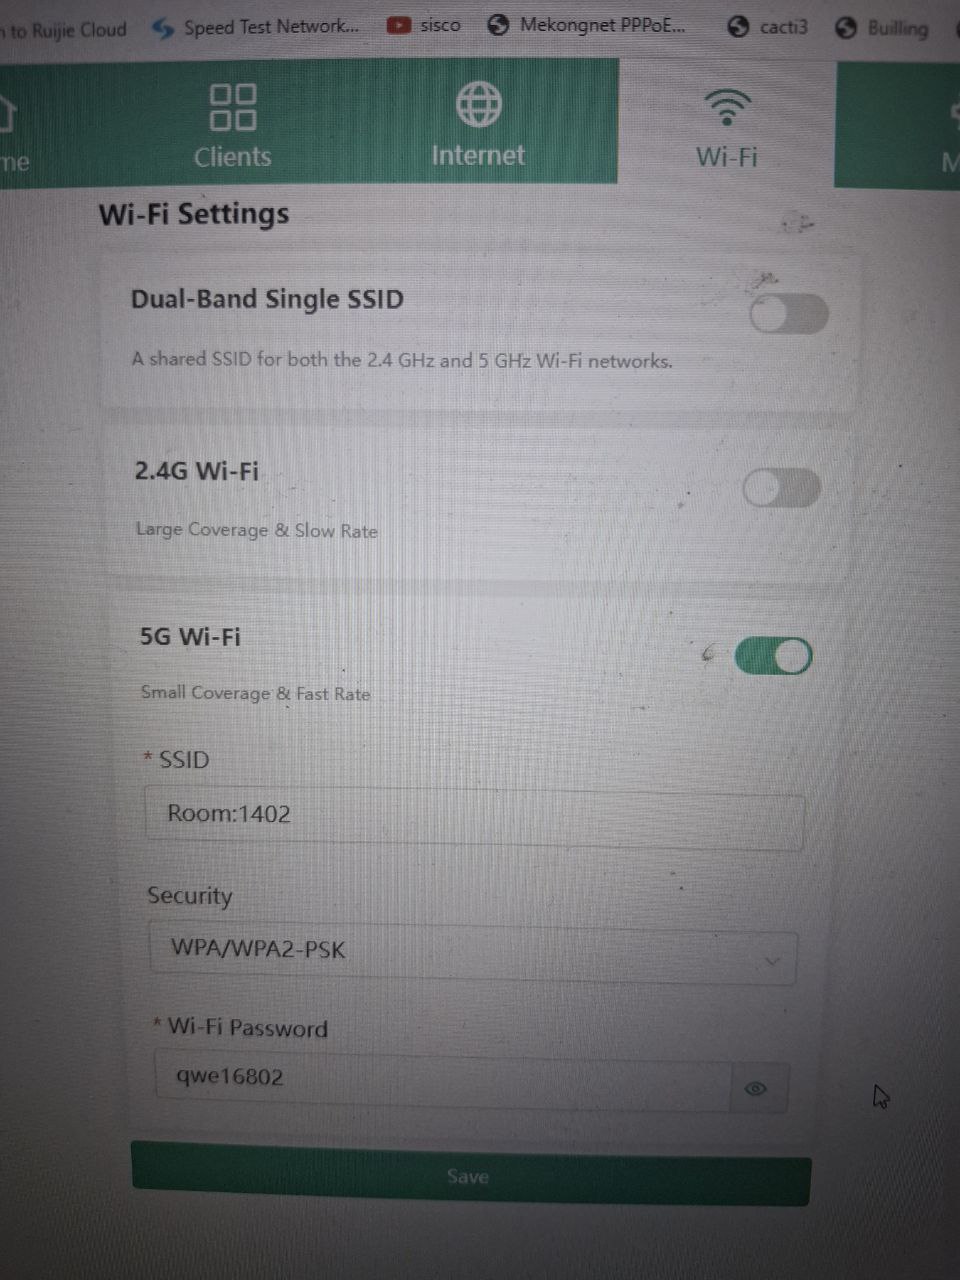 to Ruijie Cloud Speed Test Network... sisco Mekongnet PPPoE... cacti3 Builling
me Clients Internet Wi-Fi M
Wi-Fi Settings
Dual-Band Single SSID
A shared SSID for both the 2.4 GHz and 5 GHz Wi-Fi networks.
2.4G Wi-Fi
Large Coverage & Slow Rate
5G Wi-Fi
Small Coverage & Fast Rate
* SSID
Room:1402
Security
WPA/WPA2-PSK
* Wi-Fi Password
qwe16802
Save